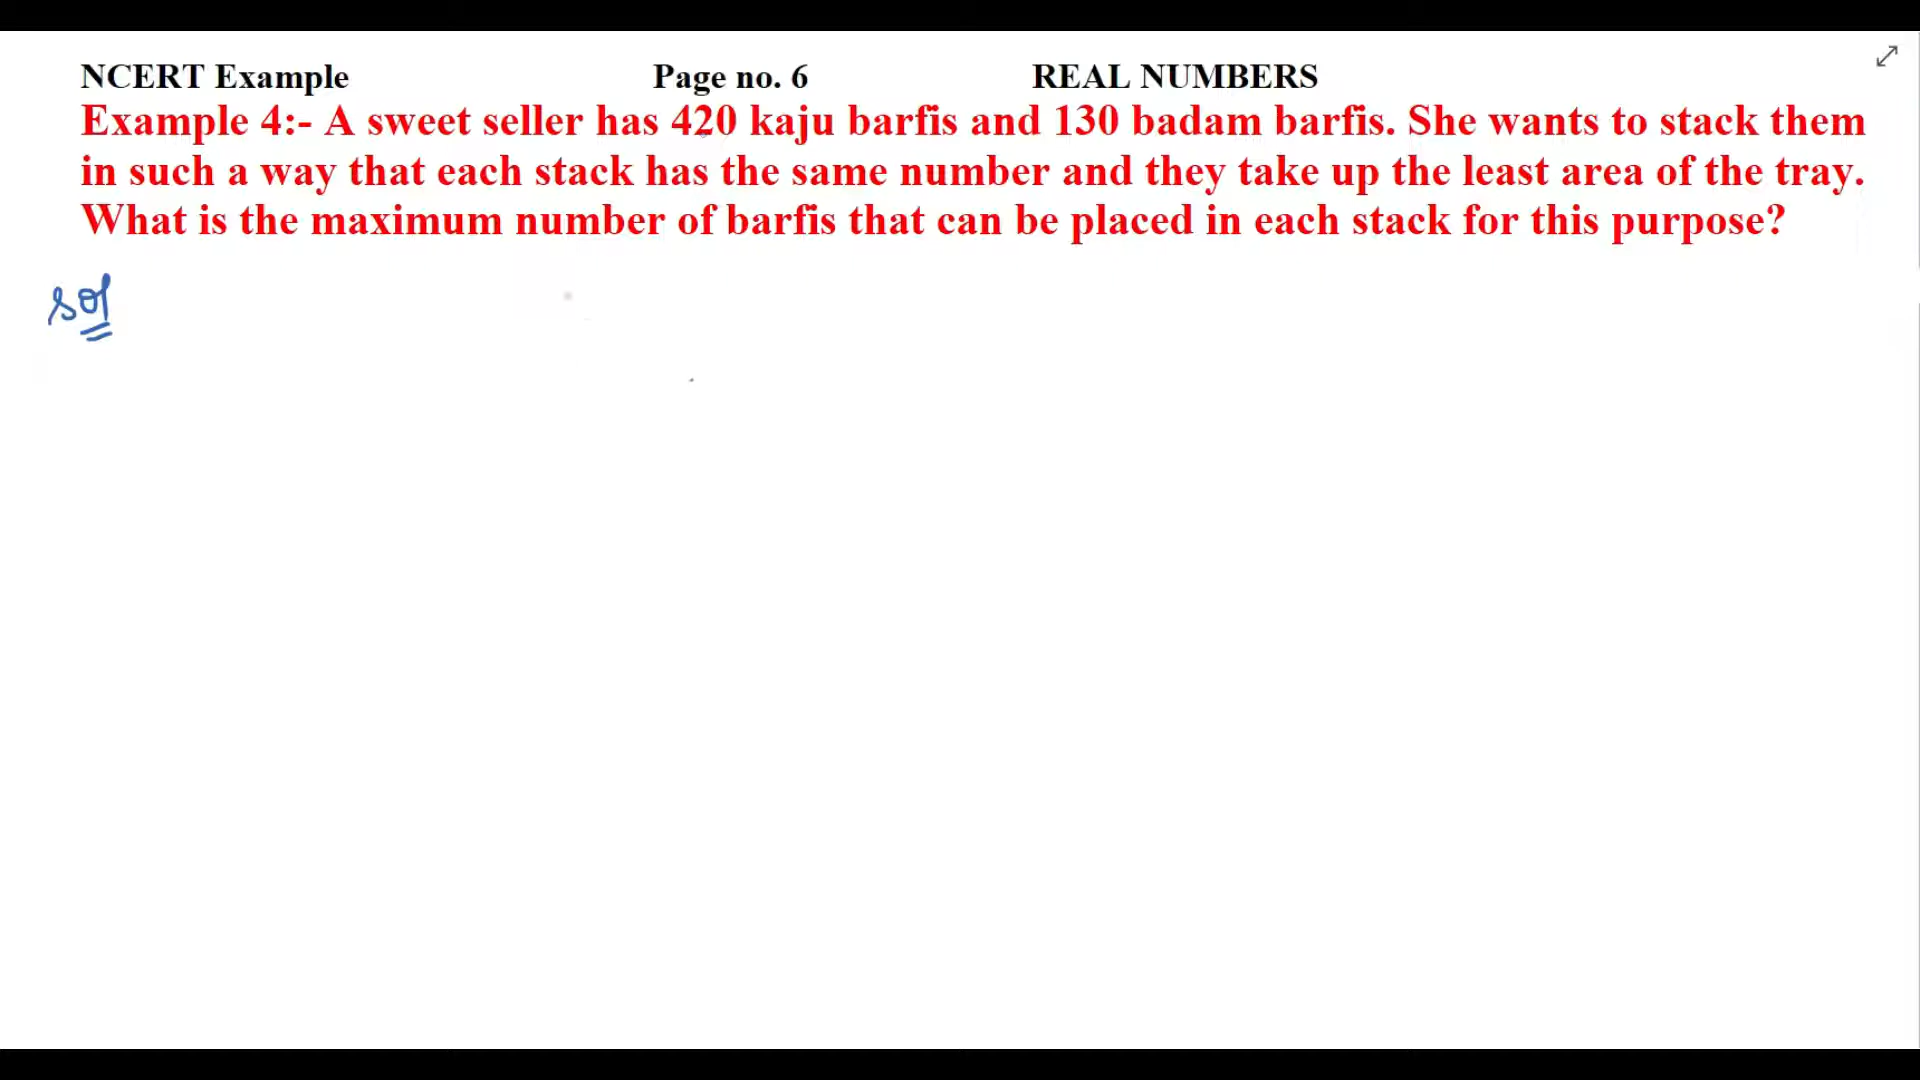 NCERT Example Page no. 6 REAL NUMBERS
Example 4:- A sweet seller has 420 kaju barfis and 130 badam barfis. She wants to stack them
in such a way that each stack has the same number and they take up the least area of the tray.
What is the maximum number of barfis that can be placed in each stack for this purpose?
Sol